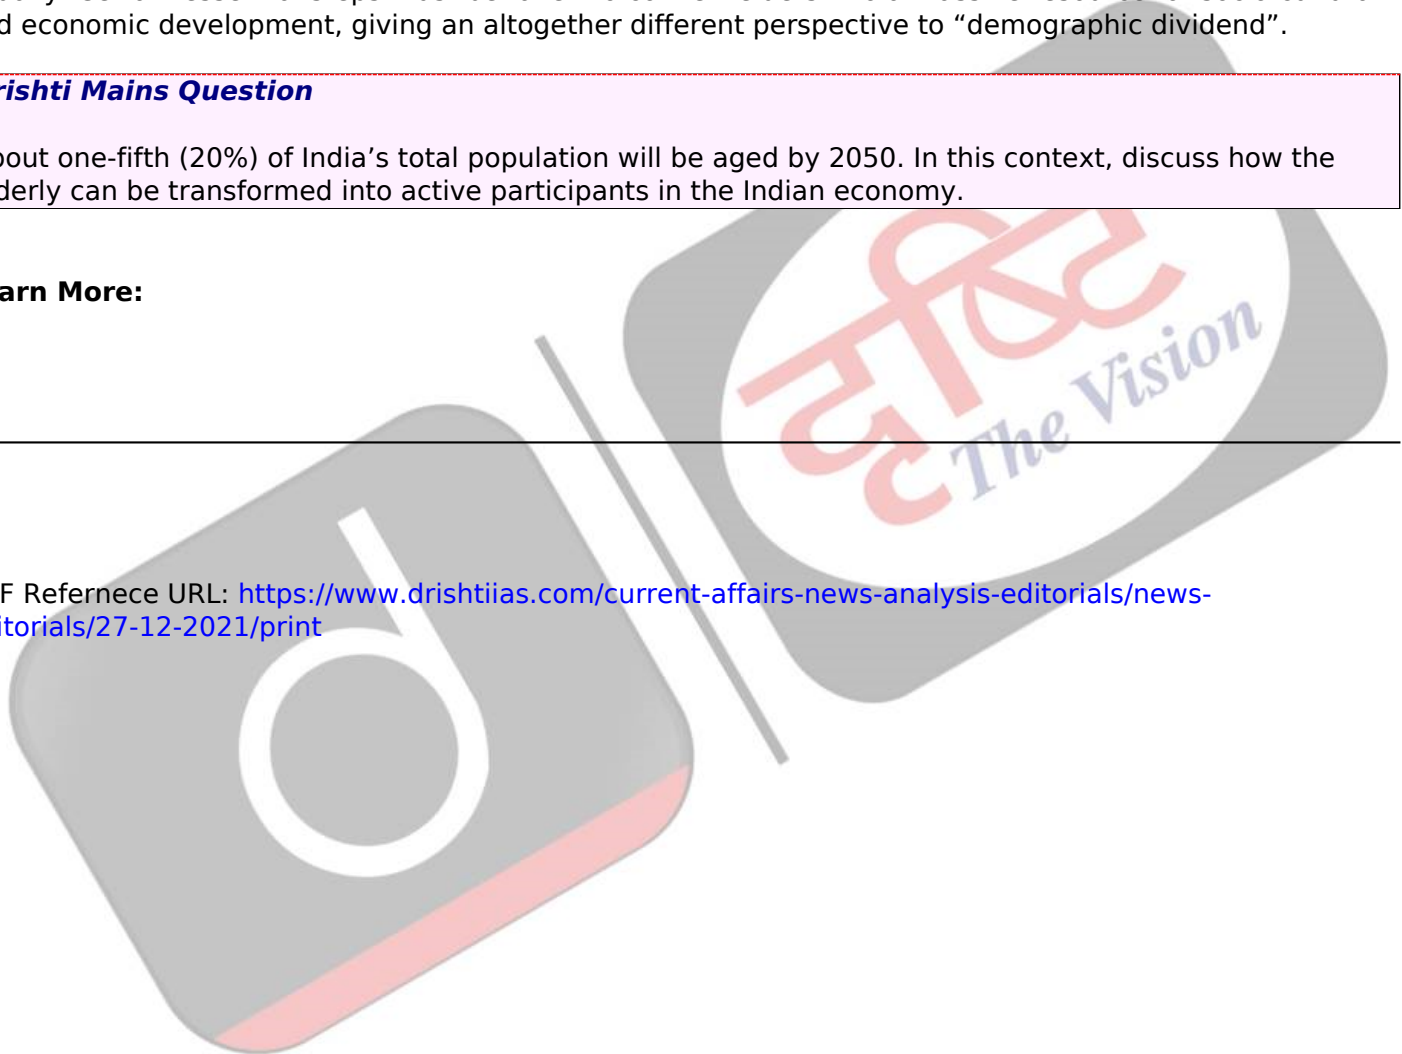 d economic development, giving an altogether different perspective to “demographic dividend”.
rishti Mains Question
bout one-fifth (20%) of India’s total population will be aged by 2050. In this context, discuss how the
derly can be transformed into active participants in the Indian economy.
arn More:
दृष्टि
The Vision
F Refernece URL: https://www.drishtiias.com/current-affairs-news-analysis-editorials/news-
itorials/27-12-2021/print
d